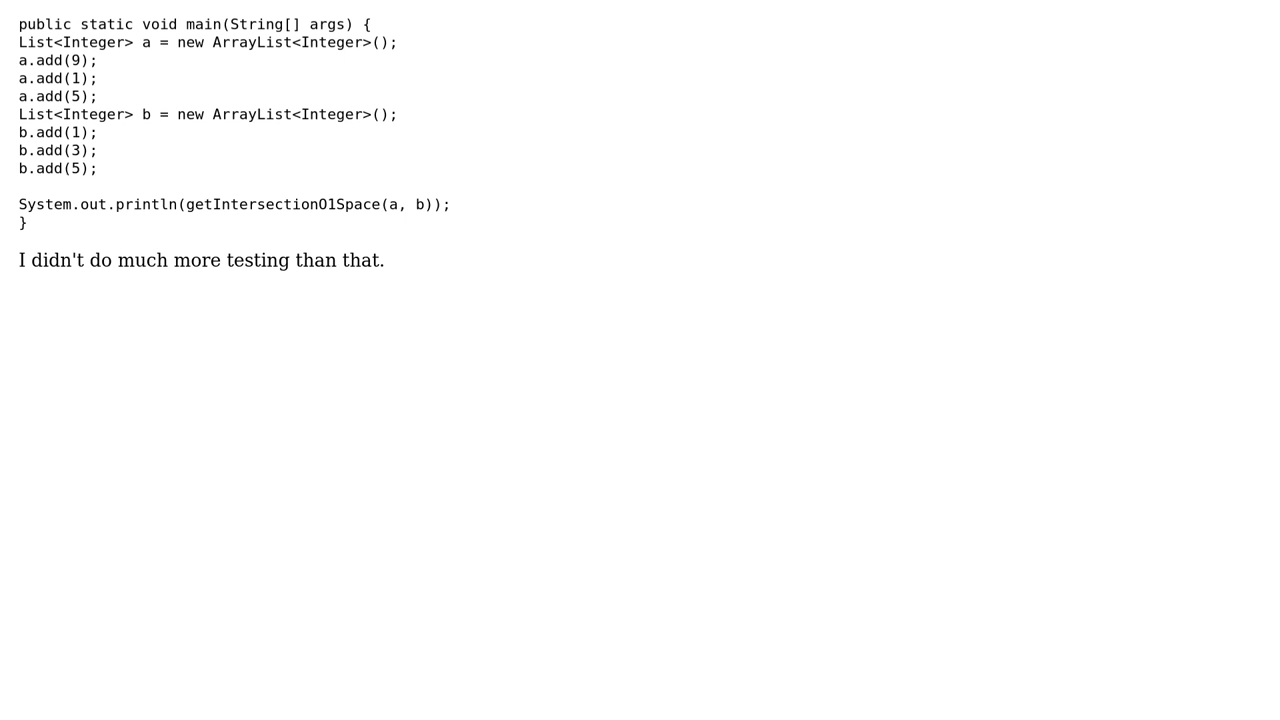 public static void main(String[] args) {
List<Integer> a = new ArrayList<Integer>();
a.add(9);
a.add(1);
a.add(5);
List<Integer> b = new ArrayList<Integer>();
b.add(1);
b.add(3);
b.add(5);

System.out.println(getIntersectionO1Space(a, b));
}

I didn't do much more testing than that.